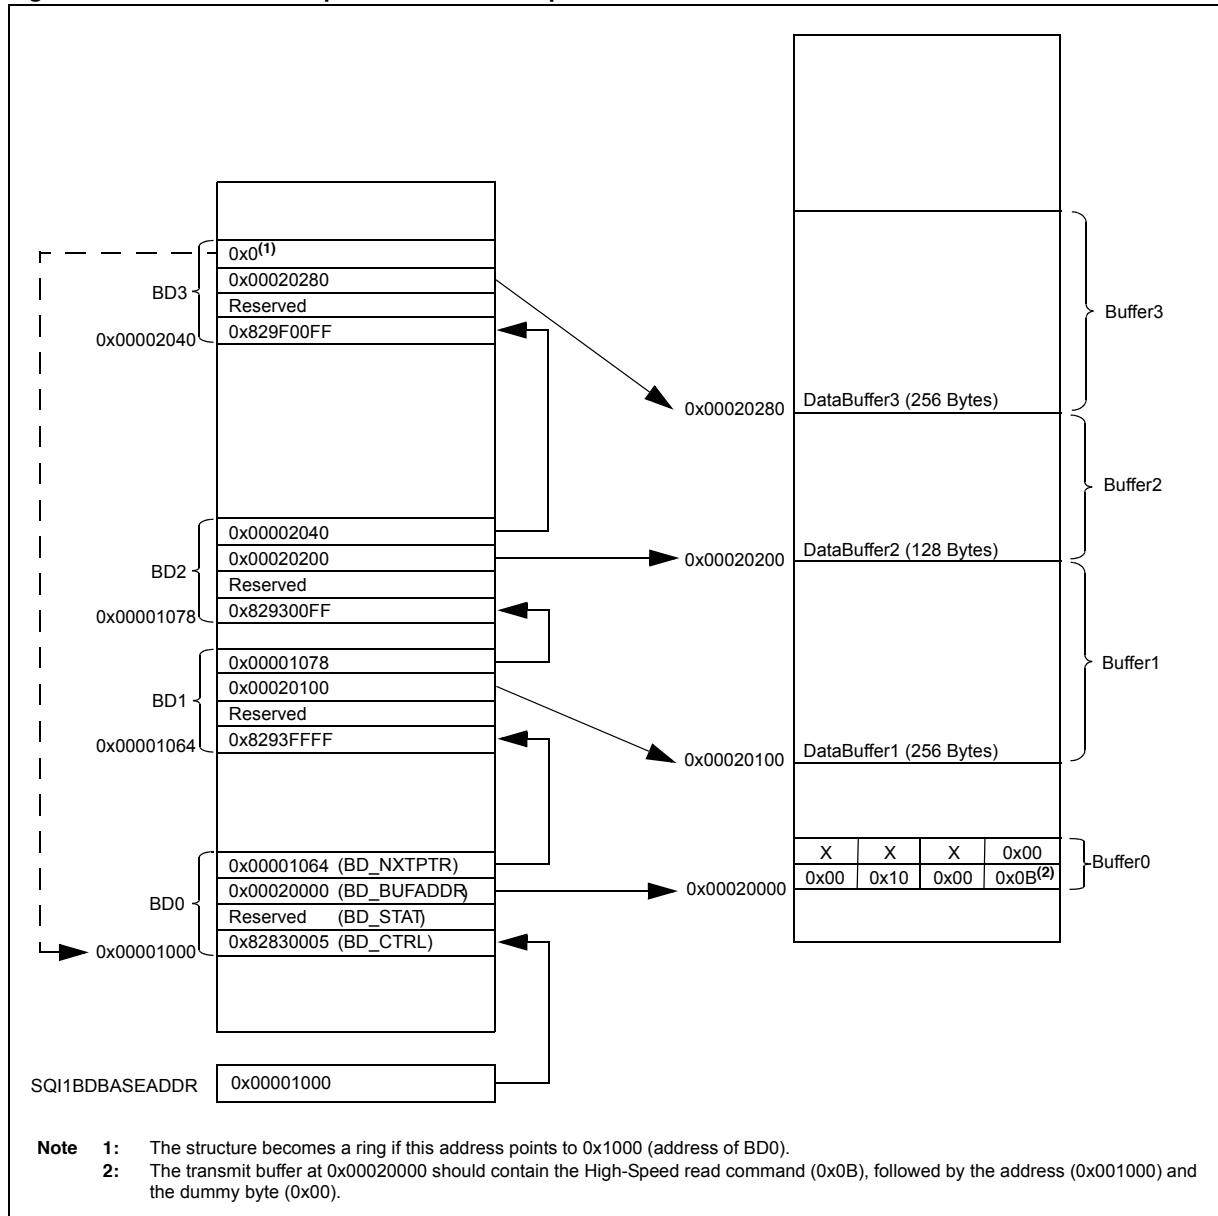 0x0(1)
0x00020280
Reserved
0x829F00FF
BD3
0x00002040
0x00002040
0x00020200
Reserved
0x829300FF
BD2
0x00001078
0x00001078
0x00020100
Reserved
0x8293FFFF
BD1
0x00001064
0x00001064 (BD_NXTPTR)
0x00020000 (BD_BUFADDR)
Reserved (BD_STAT)
0x82830005 (BD_CTRL)
BD0
0x00001000
SQI1BDBASEADDR
0x00001000
Buffer3
0x00020280
DataBuffer3 (256 Bytes)
Buffer2
0x00020200
DataBuffer2 (128 Bytes)
Buffer1
0x00020100
DataBuffer1 (256 Bytes)
X X X 0x00
Buffer0
0x00020000
0x00 0x10 0x00 0x0B(2)
Note 1: The structure becomes a ring if this address points to 0x1000 (address of BD0).
2: The transmit buffer at 0x00020000 should contain the High-Speed read command (0x0B), followed by the address (0x001000) and
the dummy byte (0x00).